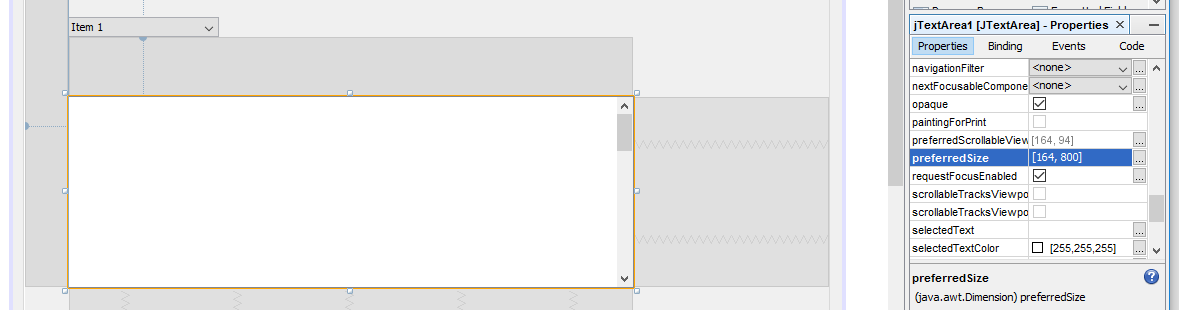 Item 1
jTextArea1 [JTextArea] - Properties
Properties
Binding
Events
Code
navigationFilter <none> ...
nextFocusableCompone <none> ...
opaque ...
paintingForPrint
preferredScrollableView [164, 94] ...
preferredSize [164, 800] ...
requestFocusEnabled ...
scrollableTracksViewpo
scrollableTracksViewpo
selectedText ...
selectedTextColor [255,255,255] ...
preferredSize
(java.awt.Dimension) preferredSize